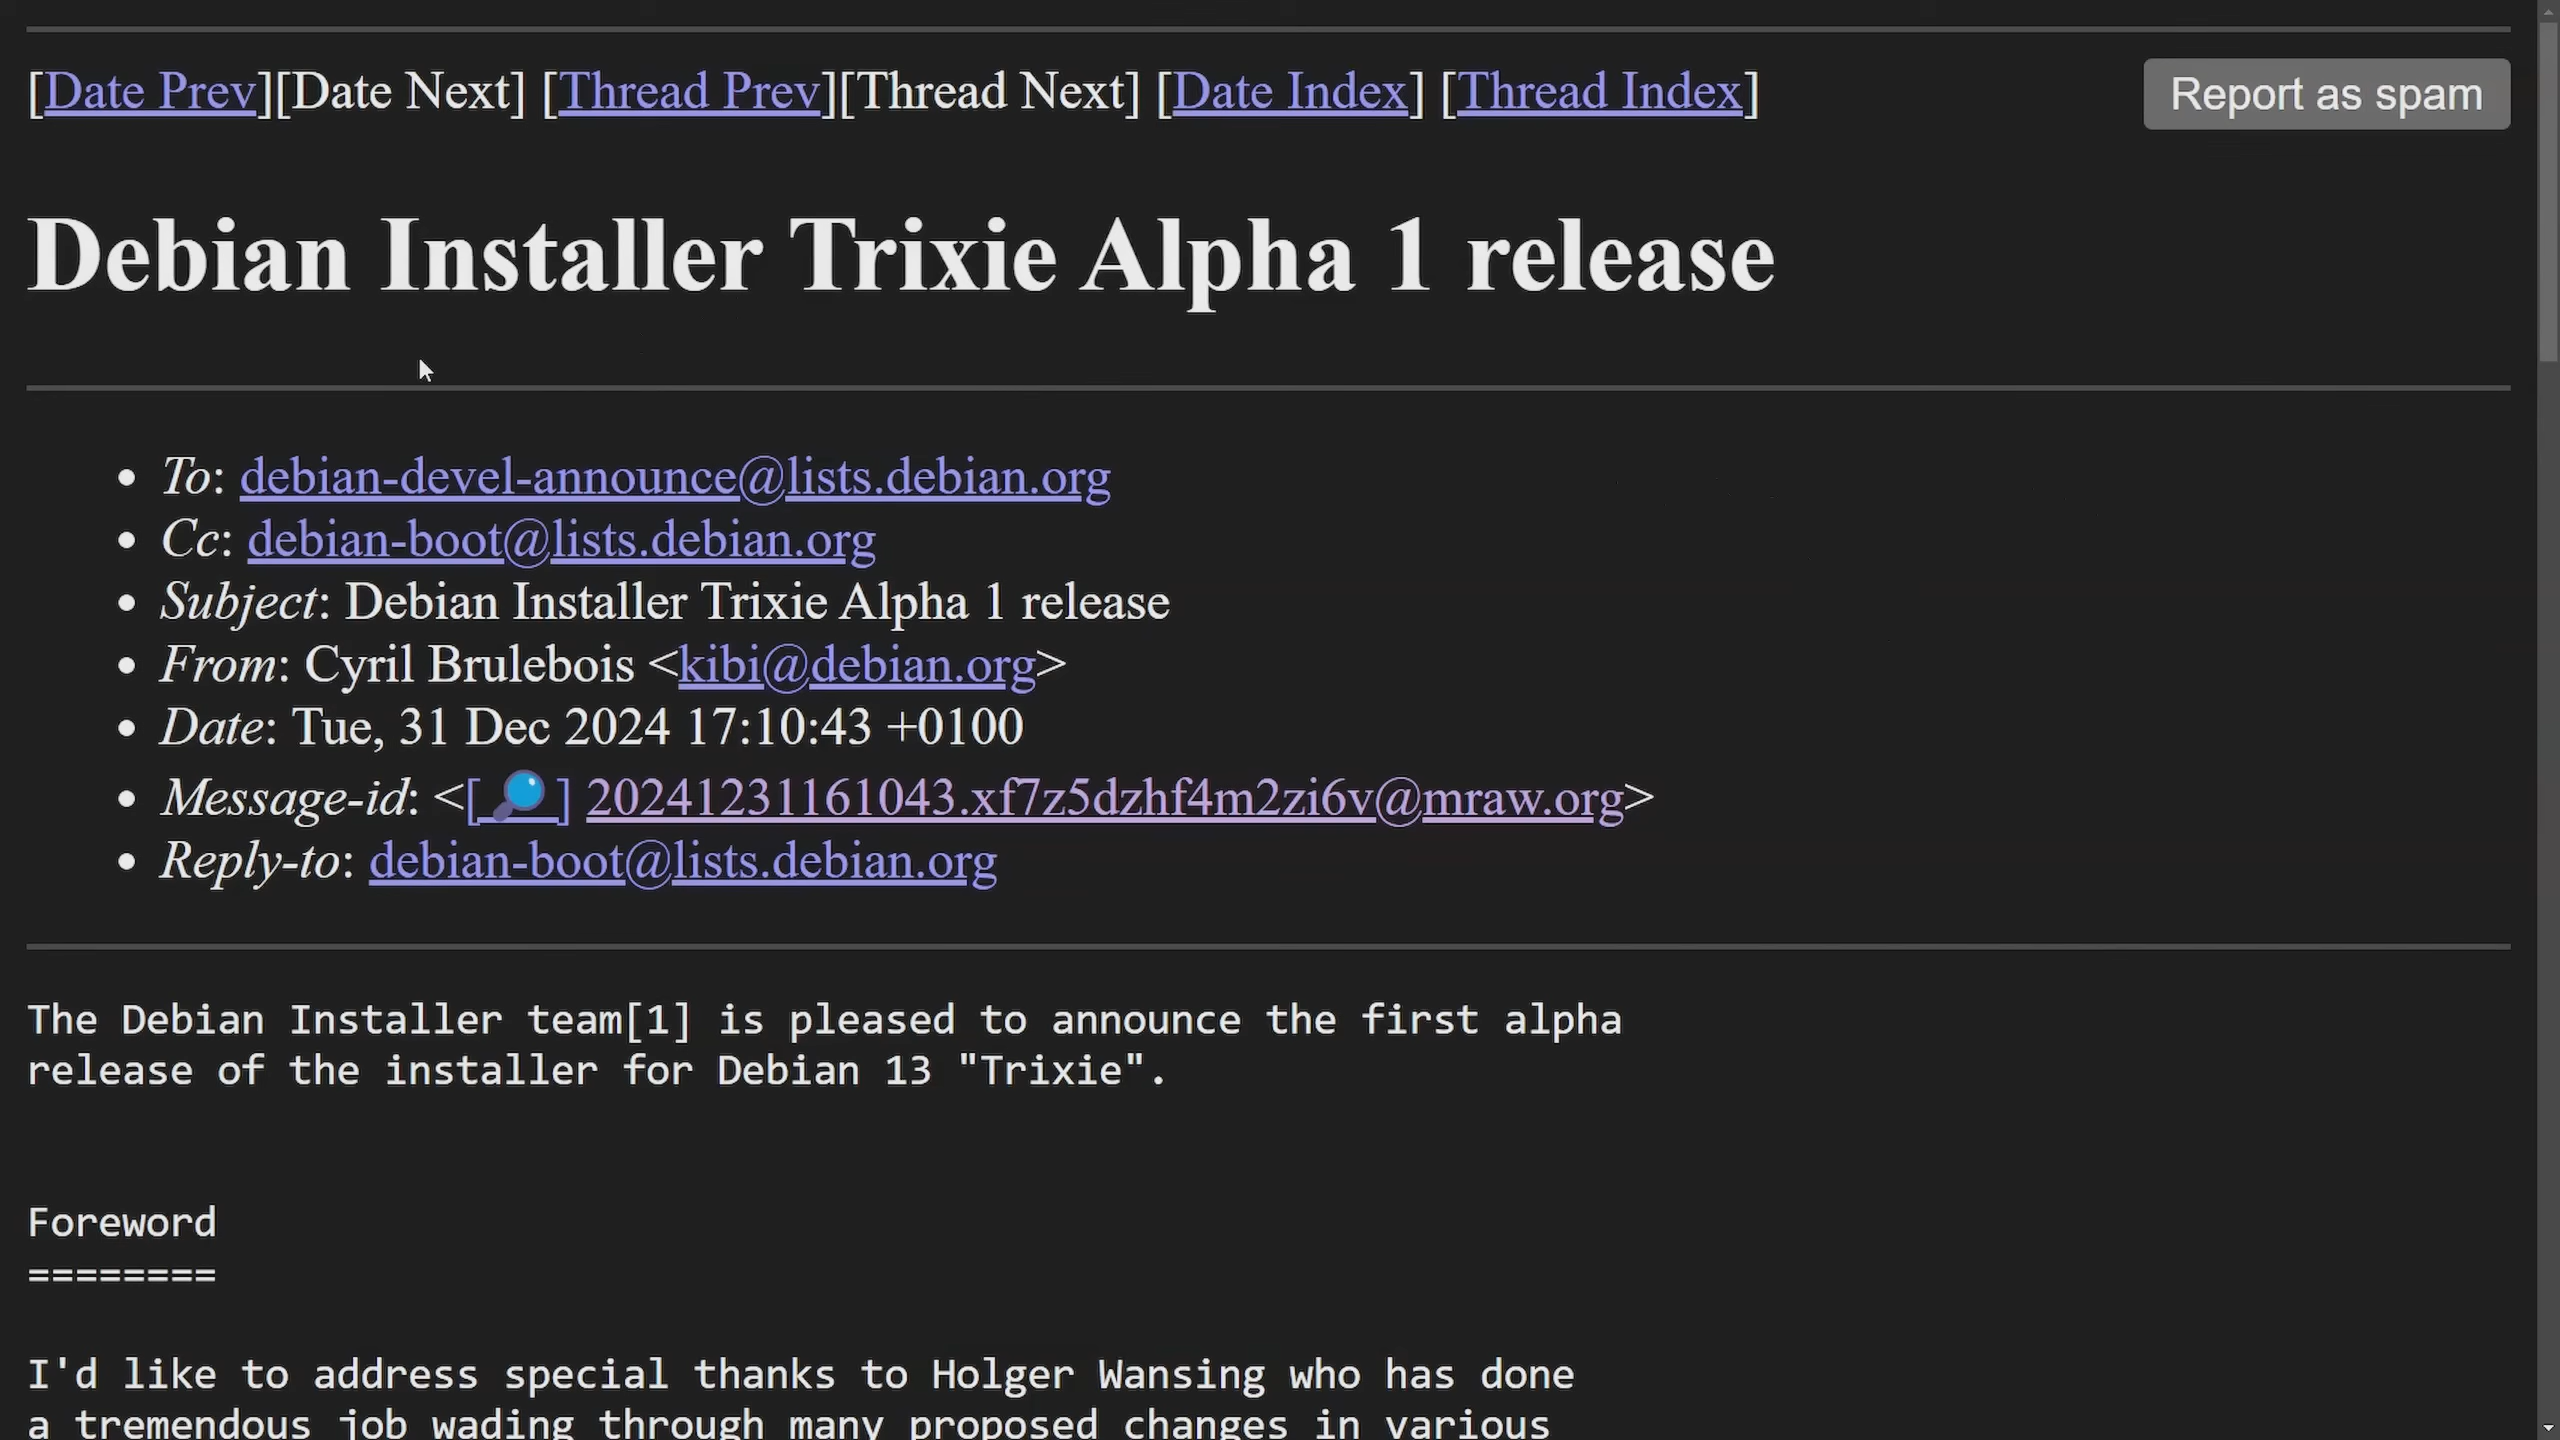 [Date Prev][Date Next] [Thread Prev][Thread Next] [Date Index] [Thread Index]
Report as spam
Debian Installer Trixie Alpha 1 release
• To: debian-devel-announce@lists.debian.org
• Cc: debian-boot@lists.debian.org
• Subject: Debian Installer Trixie Alpha 1 release
• From: Cyril Brulebois <kibi@debian.org>
• Date: Tue, 31 Dec 2024 17:10:43 +0100
• Message-id: <[🔎] 20241231161043.xf7z5dzhf4m2zi6v@mraw.org>
• Reply-to: debian-boot@lists.debian.org
The Debian Installer team[1] is pleased to announce the first alpha
release of the installer for Debian 13 "Trixie".
Foreword
========
I'd like to address special thanks to Holger Wansing who has done
a tremendous job wading through many proposed changes in various